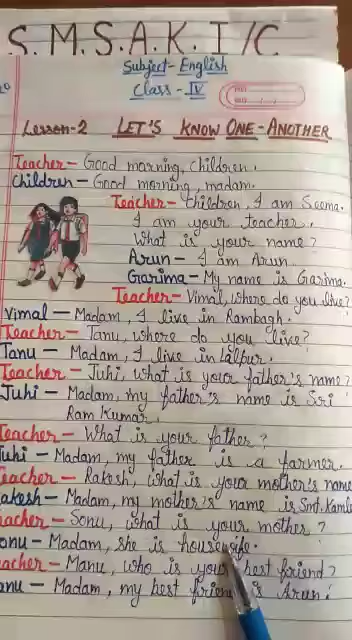 S. M. S. A. K. I/C
Subject- English
Class - IV
Lesson-2 LET'S KNOW ONE-ANOTHER
Teacher - Good morning, children.
Children - Good morning, madam.
Teacher - Children, I am Seema.
I am your teacher.
What is your name?
Arun - I am Arun
Garima - My name is Garima.
Teacher - Vimal, where do you live?
Vimal - Madam, I live in Rambagh.
Teacher - Tanu, where do you live?
Tanu - Madam, I live in Lalpur.
Teacher - Juhi, what is your father's name?
Juhi - Madam, my father's name is Sri
Ram Kumar.
Teacher - What is your father?
Juhi - Madam, my father is a farmer.
Teacher - Rakesh, what is your mother's name
akesh - Madam, my mother's name is Smt. Kamla
eacher - Sonu, what is your mother?
onu - Madam, she is housewife.
eacher - Manu, who is your best friend?
anu - Madam, my best friend is Arun.